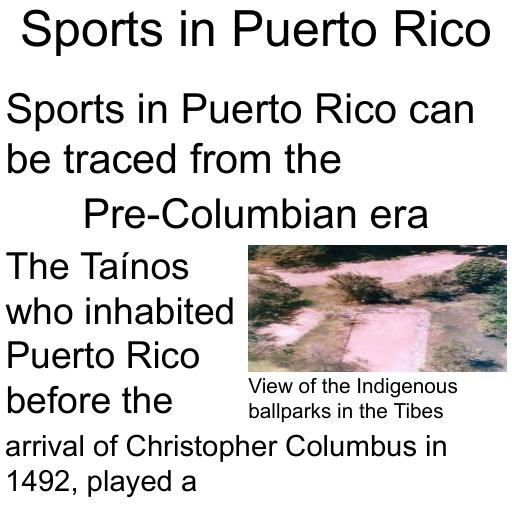 Sports in Puerto Rico
Sports in Puerto Rico can
be traced from the
Pre-Columbian era
The Taínos
who inhabited
Puerto Rico
before the
View of the Indigenous
ballparks in the Tibes
arrival of Christopher Columbus in
1492, played a